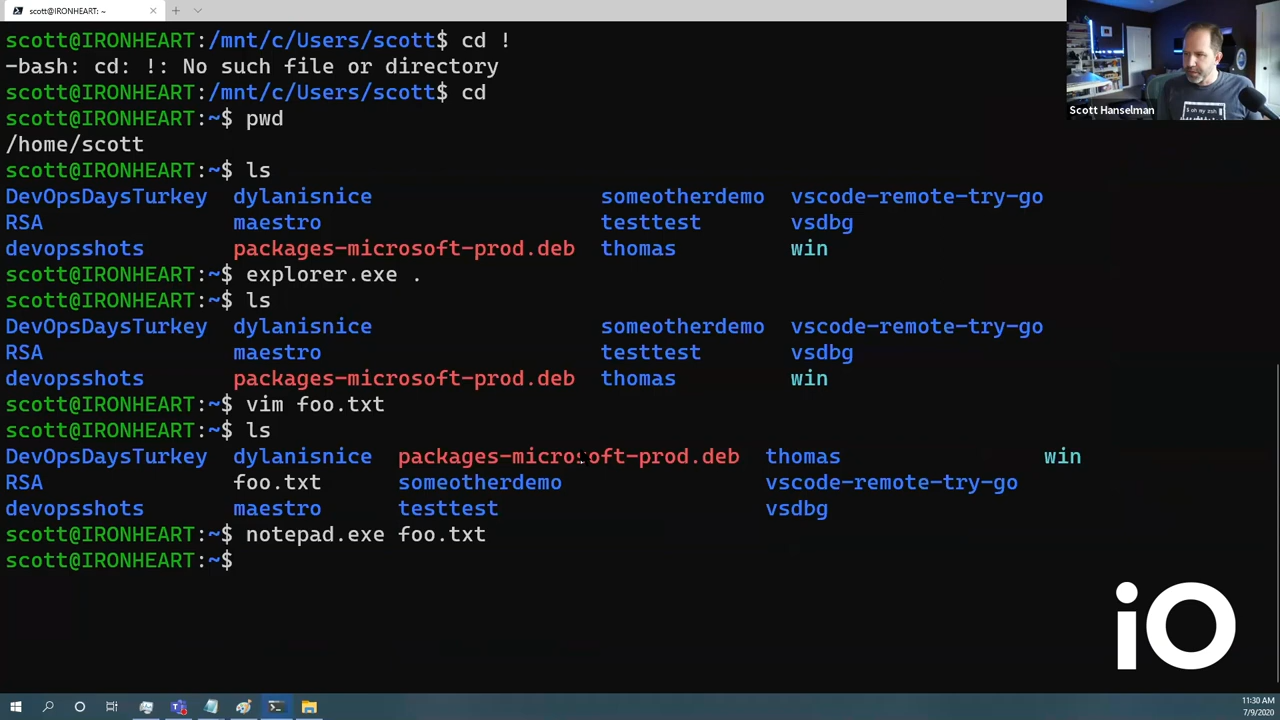 scott@IRONHEART: ~
scott@IRONHEART:/mnt/c/Users/scott$ cd !
-bash: cd: !: No such file or directory
scott@IRONHEART:/mnt/c/Users/scott$ cd
scott@IRONHEART:~$ pwd
/home/scott
scott@IRONHEART:~$ ls
DevOpsDaysTurkey dylanisnice someotherdemo vscode-remote-try-go
RSA maestro testtest vsdbg
devopsshots packages-microsoft-prod.deb thomas win
scott@IRONHEART:~$ explorer.exe .
scott@IRONHEART:~$ ls
DevOpsDaysTurkey dylanisnice someotherdemo vscode-remote-try-go
RSA maestro testtest vsdbg
devopsshots packages-microsoft-prod.deb thomas win
scott@IRONHEART:~$ vim foo.txt
scott@IRONHEART:~$ ls
DevOpsDaysTurkey dylanisnice packages-microsoft-prod.deb thomas win
RSA foo.txt someotherdemo vscode-remote-try-go
devopsshots maestro testtest vsdbg
scott@IRONHEART:~$ notepad.exe foo.txt
scott@IRONHEART:~$
Scott Hanselman
oh my zsh
iO
11:30 AM
7/9/2020